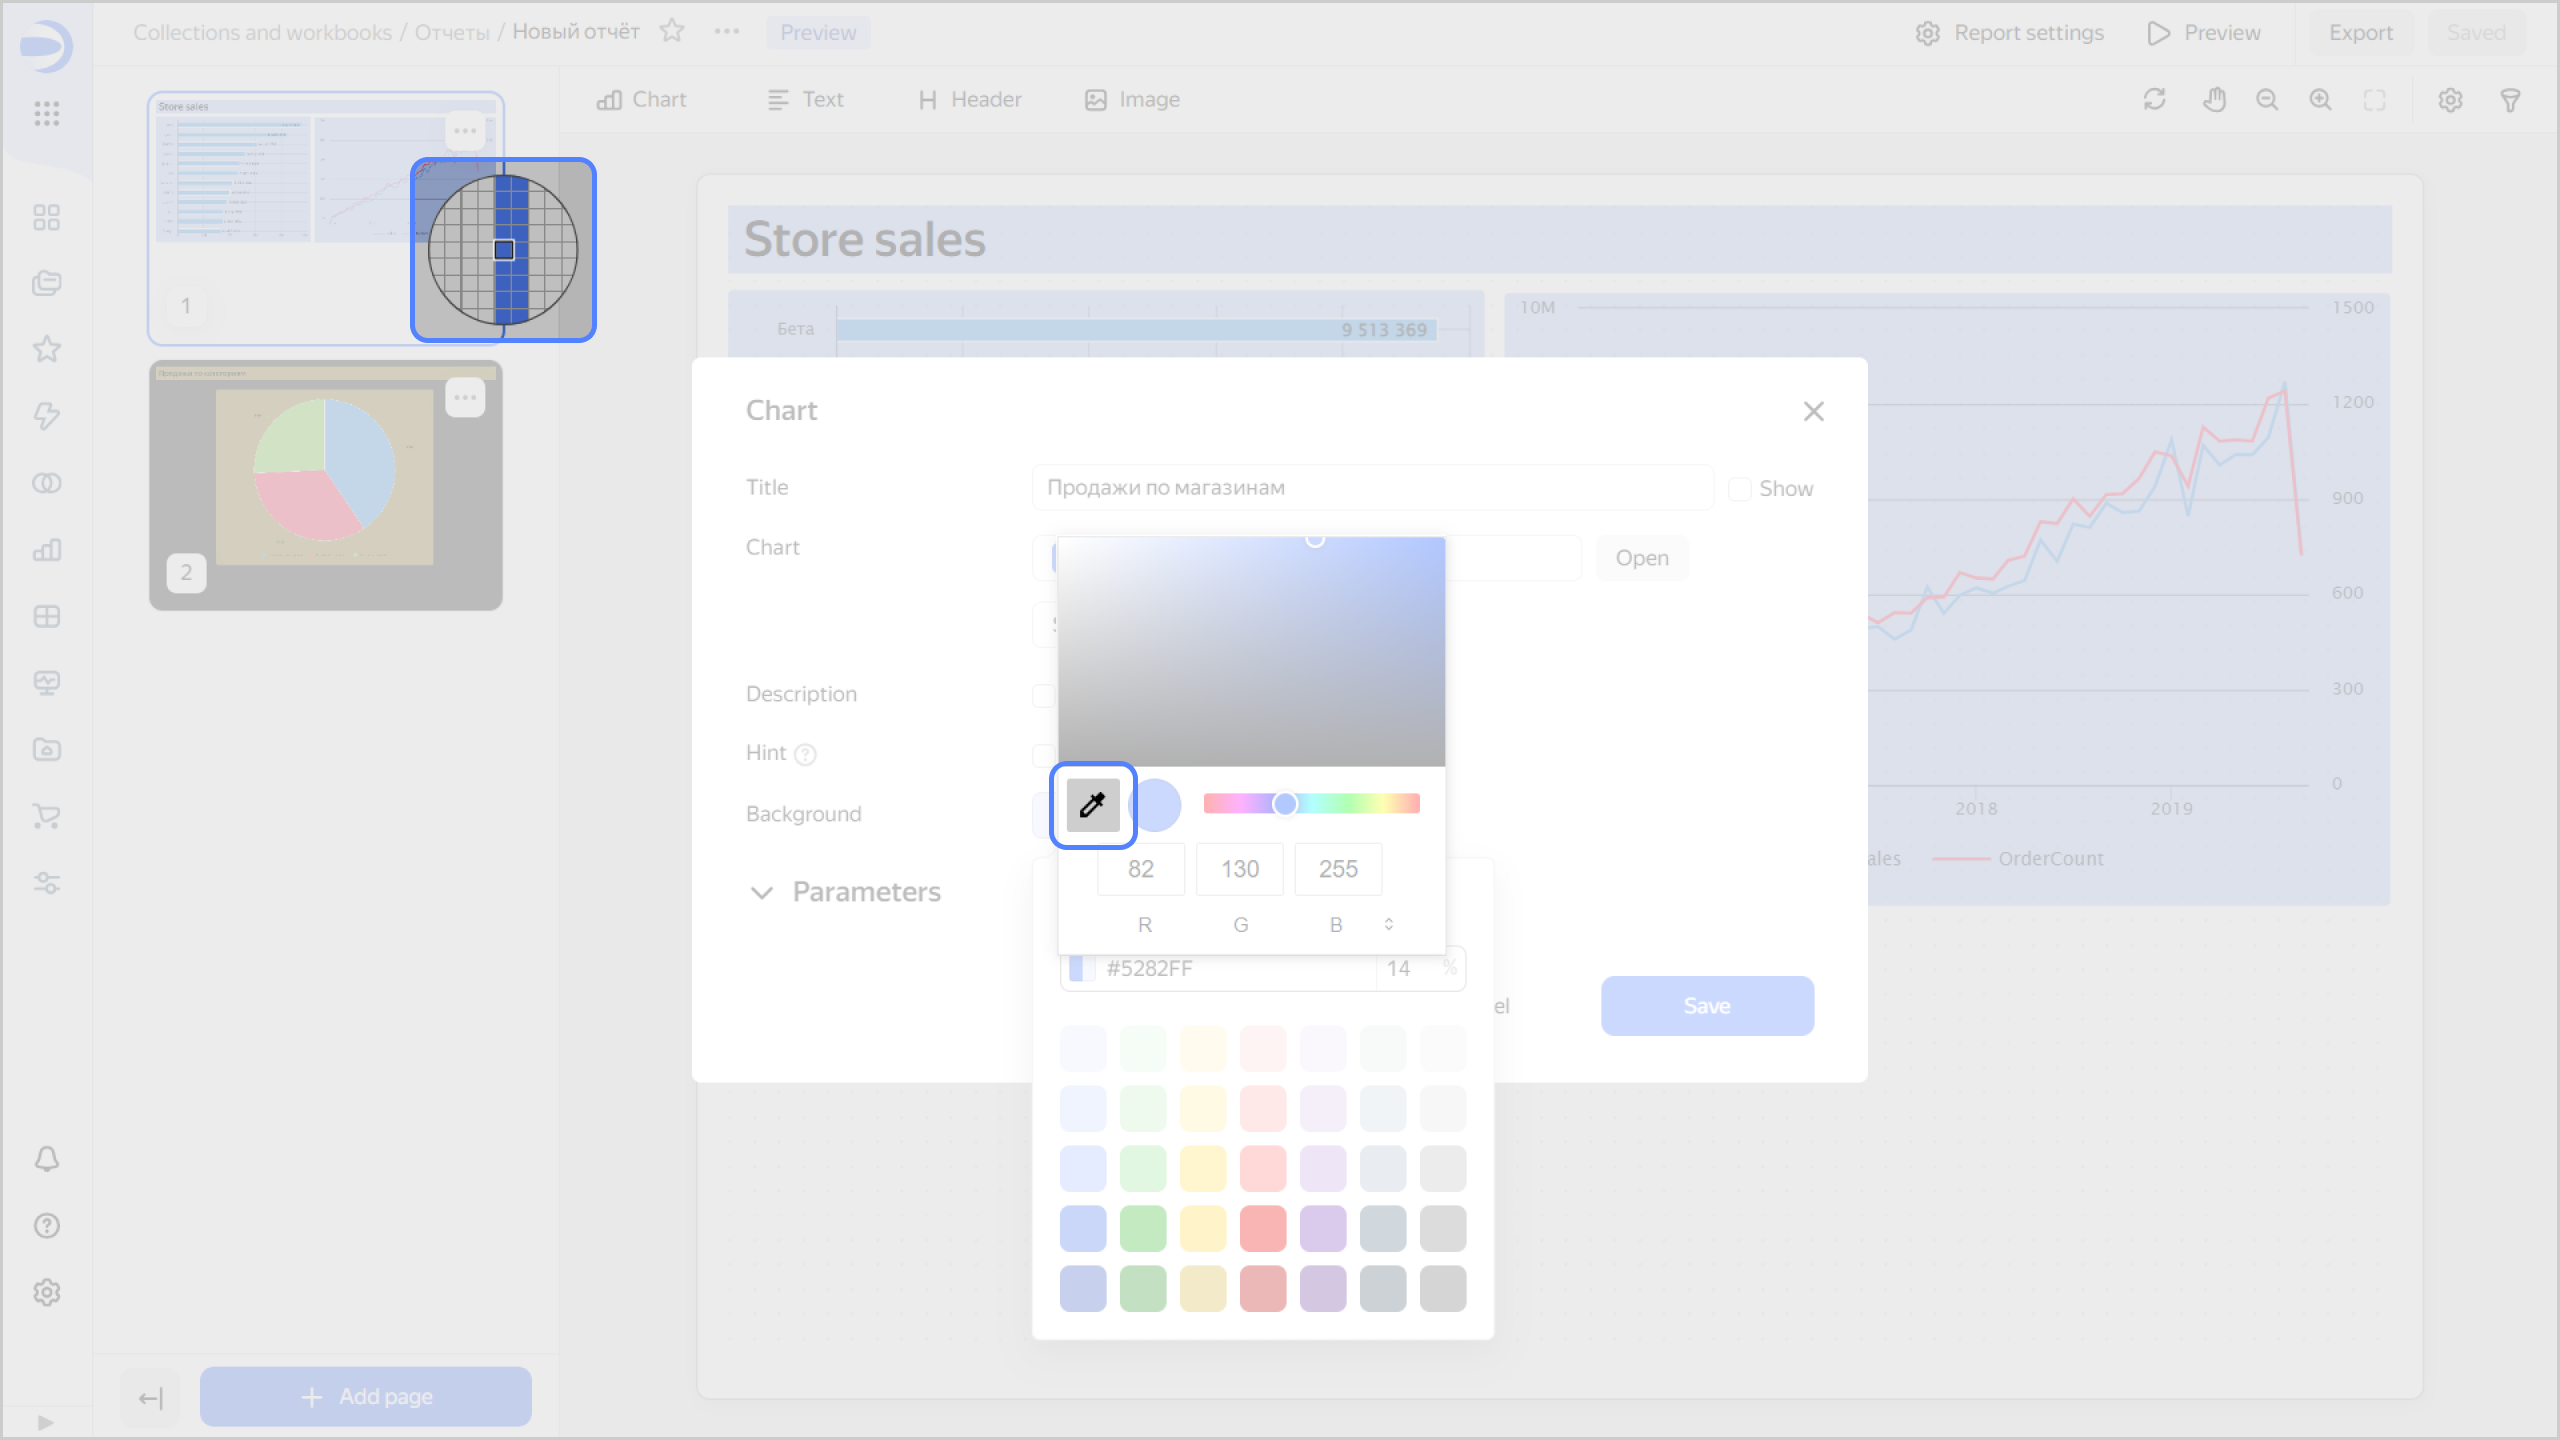 Collections and workbooks / Отчеты / Новый отчёт
Preview
Report settings
Preview
Export
Saved
Chart
Text
Header
Image
Store sales
1
Продажи по категориям
2
Store sales
Бета
9 513 369
10M
1500
1200
900
600
300
0
2018
2019
ales
OrderCount
Chart
Title
Продажи по магазинам
Show
Chart
Open
Description
Hint
Background
Parameters
82
130
255
R
G
B
#5282FF
14
%
el
Save
Add page